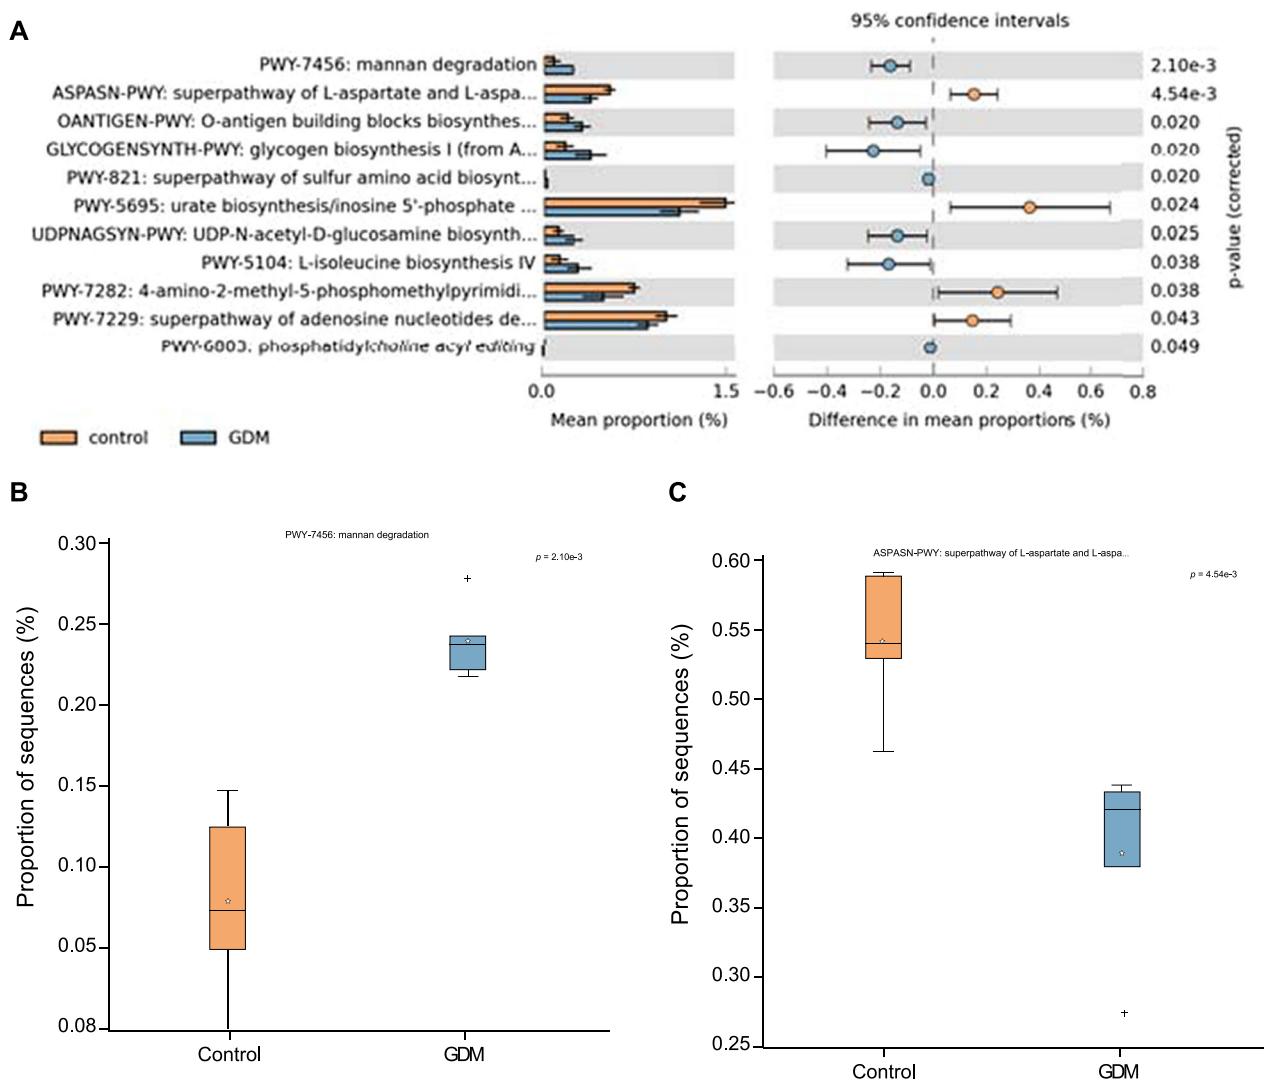 A
95% confidence intervals
PWY-7456: mannan degradation
2.10e-3
ASPASN-PWY: superpathway of L-aspartate and L-aspa...
4.54e-3
OANTIGEN-PWY: O-antigen building blocks biosynthes...
0.020
GLYCOGENSYNTH-PWY: glycogen biosynthesis I (from A...
0.020
PWY-821: superpathway of sulfur amino acid biosynt...
0.020
PWY-5695: urate biosynthesis/inosine 5'-phosphate ...
0.024
UDPNAGSYN-PWY: UDP-N-acetyl-D-glucosamine biosynth...
0.025
PWY-5104: L-isoleucine biosynthesis IV
0.038
PWY-7282: 4-amino-2-methyl-5-phosphomethylpyrimidi...
0.038
PWY-7229: superpathway of adenosine nucleotides de...
0.043
PWY-6803: phosphatidylcholine acyl editing
0.049
p-value (corrected)
0.0 1.5
−0.6 −0.4 −0.2 0.0 0.2 0.4 0.6 0.8
Mean proportion (%)
Difference in mean proportions (%)
control GDM
B
PWY-7456: mannan degradation
p = 2.10e-3
Proportion of sequences (%)
0.30
0.25
0.20
0.15
0.10
0.05
0.08
Control GDM
C
ASPASN-PWY: superpathway of L-aspartate and L-aspa...
p = 4.54e-3
Proportion of sequences (%)
0.60
0.55
0.50
0.45
0.40
0.35
0.30
0.25
Control GDM